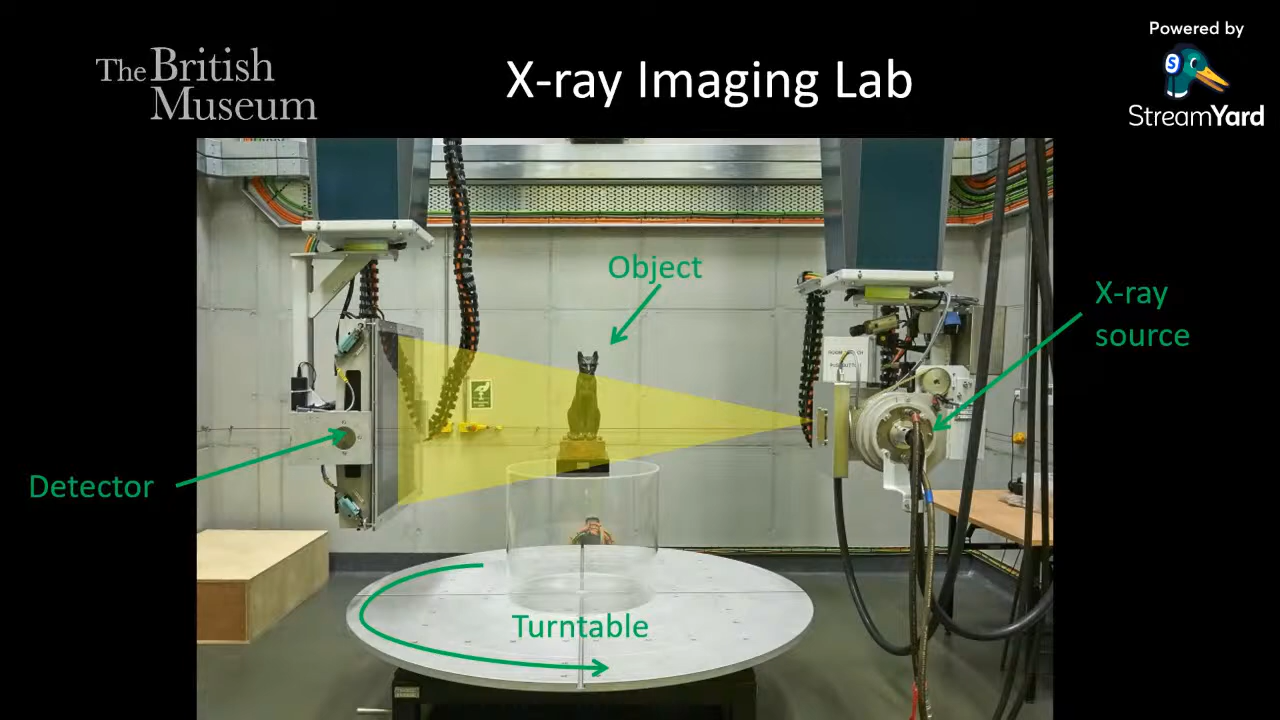 The British
Museum
X-ray Imaging Lab
Powered by
S
StreamYard
Object
X-ray
source
Detector
Turntable